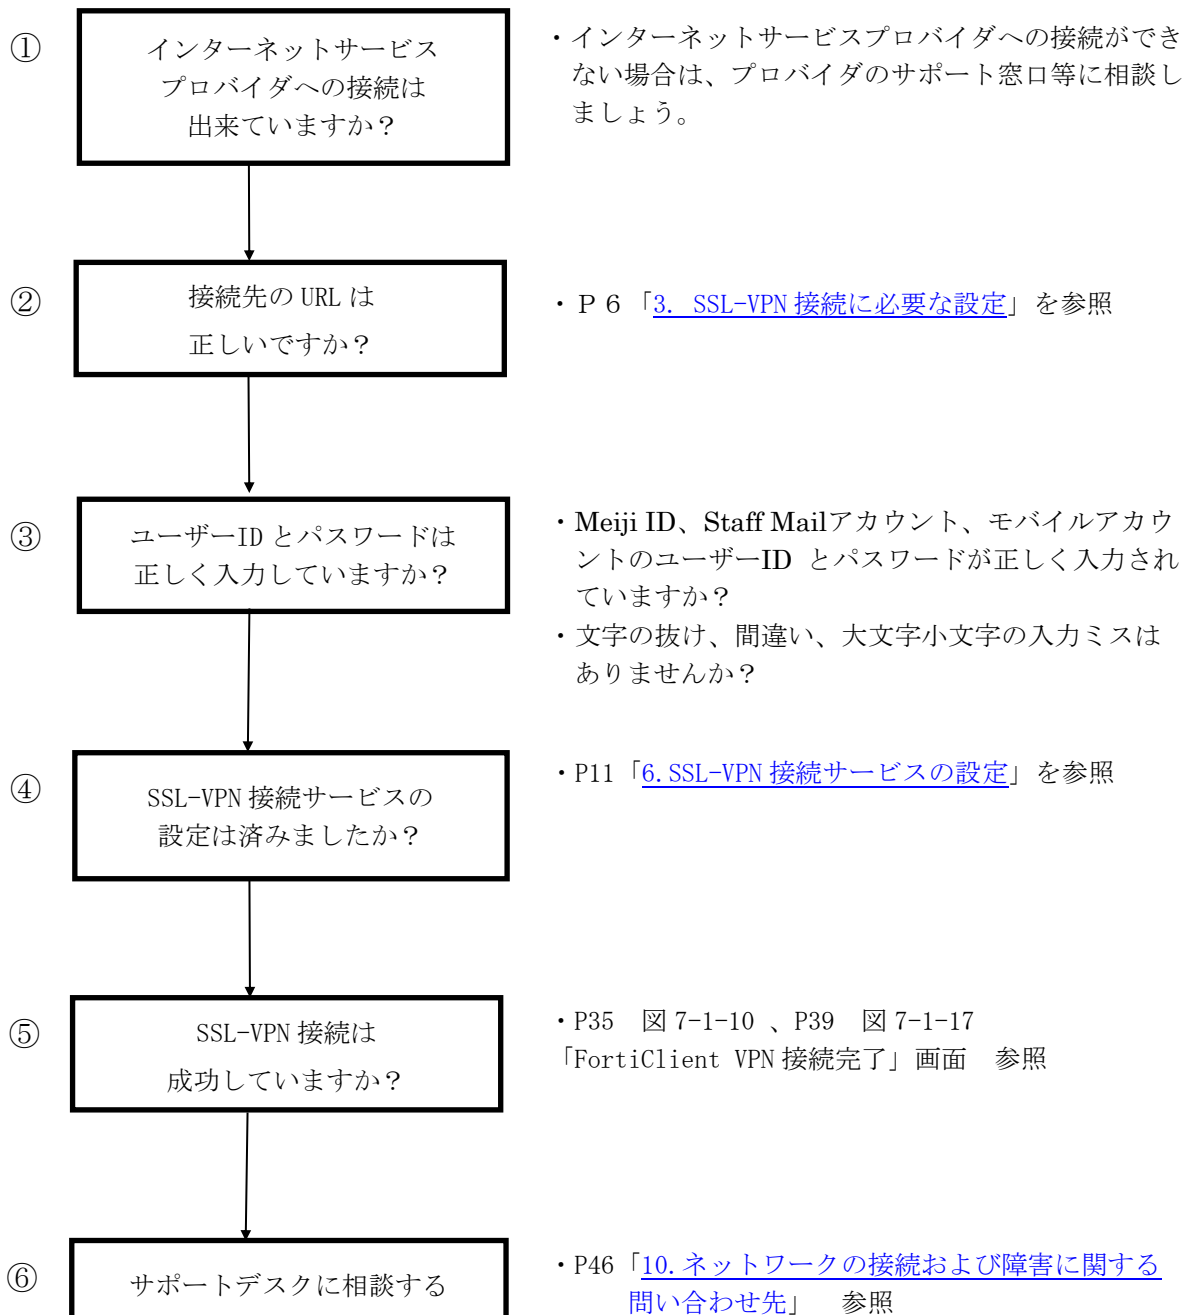 ①
インターネットサービス
プロバイダへの接続は
出来ていますか？
・インターネットサービスプロバイダへの接続ができ
ない場合は、プロバイダのサポート窓口等に相談し
ましょう。
②
接続先の URL は
正しいですか？
・Ｐ６「3. SSL-VPN 接続に必要な設定」を参照
③
ユーザーID とパスワードは
正しく入力していますか？
・Meiji ID、Staff Mailアカウント、モバイルアカウ
ントのユーザーID とパスワードが正しく入力され
ていますか？
・文字の抜け、間違い、大文字小文字の入力ミスは
ありませんか？
④
SSL-VPN 接続サービスの
設定は済みましたか？
・P11「6.SSL-VPN 接続サービスの設定」を参照
⑤
SSL-VPN 接続は
成功していますか？
・P35　図 7-1-10 、P39　図 7-1-17
「FortiClient VPN 接続完了」画面　参照
⑥
サポートデスクに相談する
・P46「10.ネットワークの接続および障害に関する
問い合わせ先」　参照